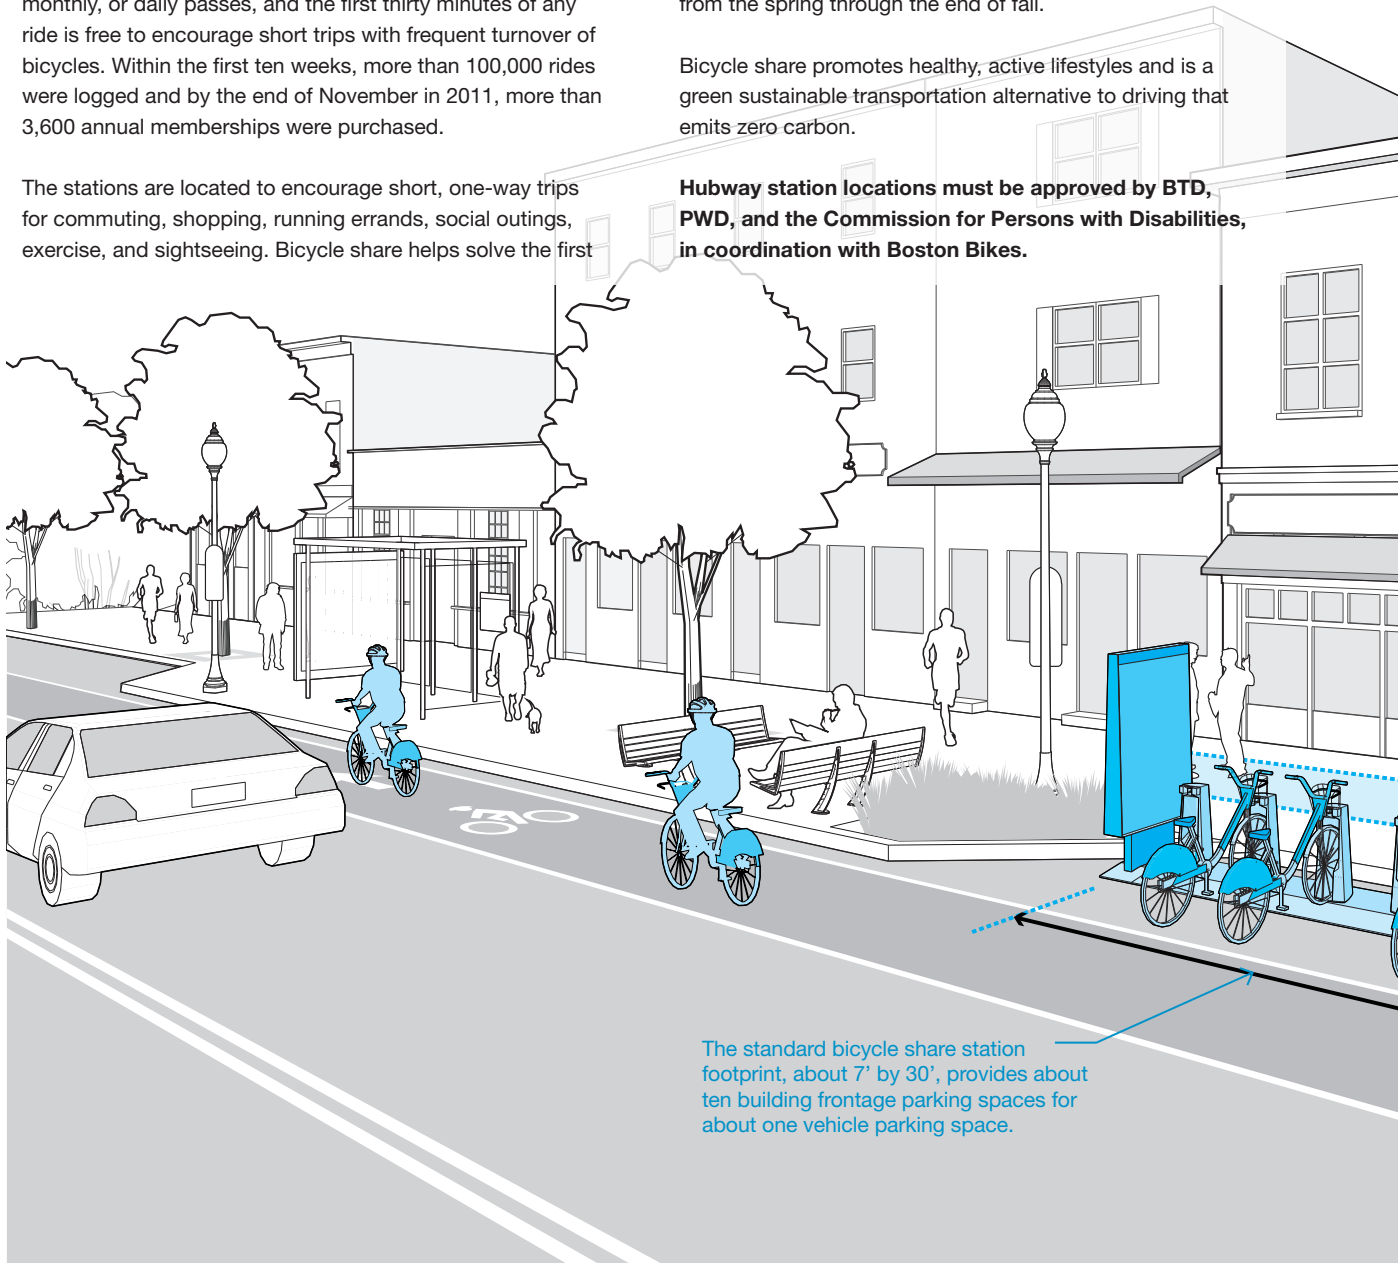 monthly, or daily passes, and the first thirty minutes of any
ride is free to encourage short trips with frequent turnover of
bicycles. Within the first ten weeks, more than 100,000 rides
were logged and by the end of November in 2011, more than
3,600 annual memberships were purchased.
The stations are located to encourage short, one-way trips
for commuting, shopping, running errands, social outings,
exercise, and sightseeing. Bicycle share helps solve the first
from the spring through the end of fall.
Bicycle share promotes healthy, active lifestyles and is a
green sustainable transportation alternative to driving that
emits zero carbon.
Hubway station locations must be approved by BTD,
PWD, and the Commission for Persons with Disabilities,
in coordination with Boston Bikes.
The standard bicycle share station
footprint, about 7’ by 30’, provides about
ten building frontage parking spaces for
about one vehicle parking space.